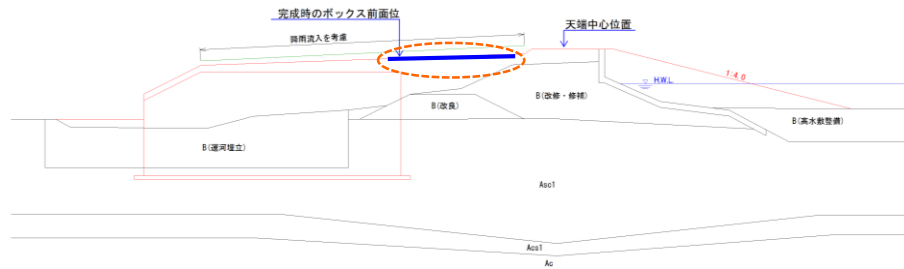 完成時のボックス前面位
天端中心位置
降雨流入を考慮
1:4.0
H.W.L.
B(改修・修補)
B(改良)
B(高水敷整備)
B(運河埋立)
Asc1
Acs1
Ac